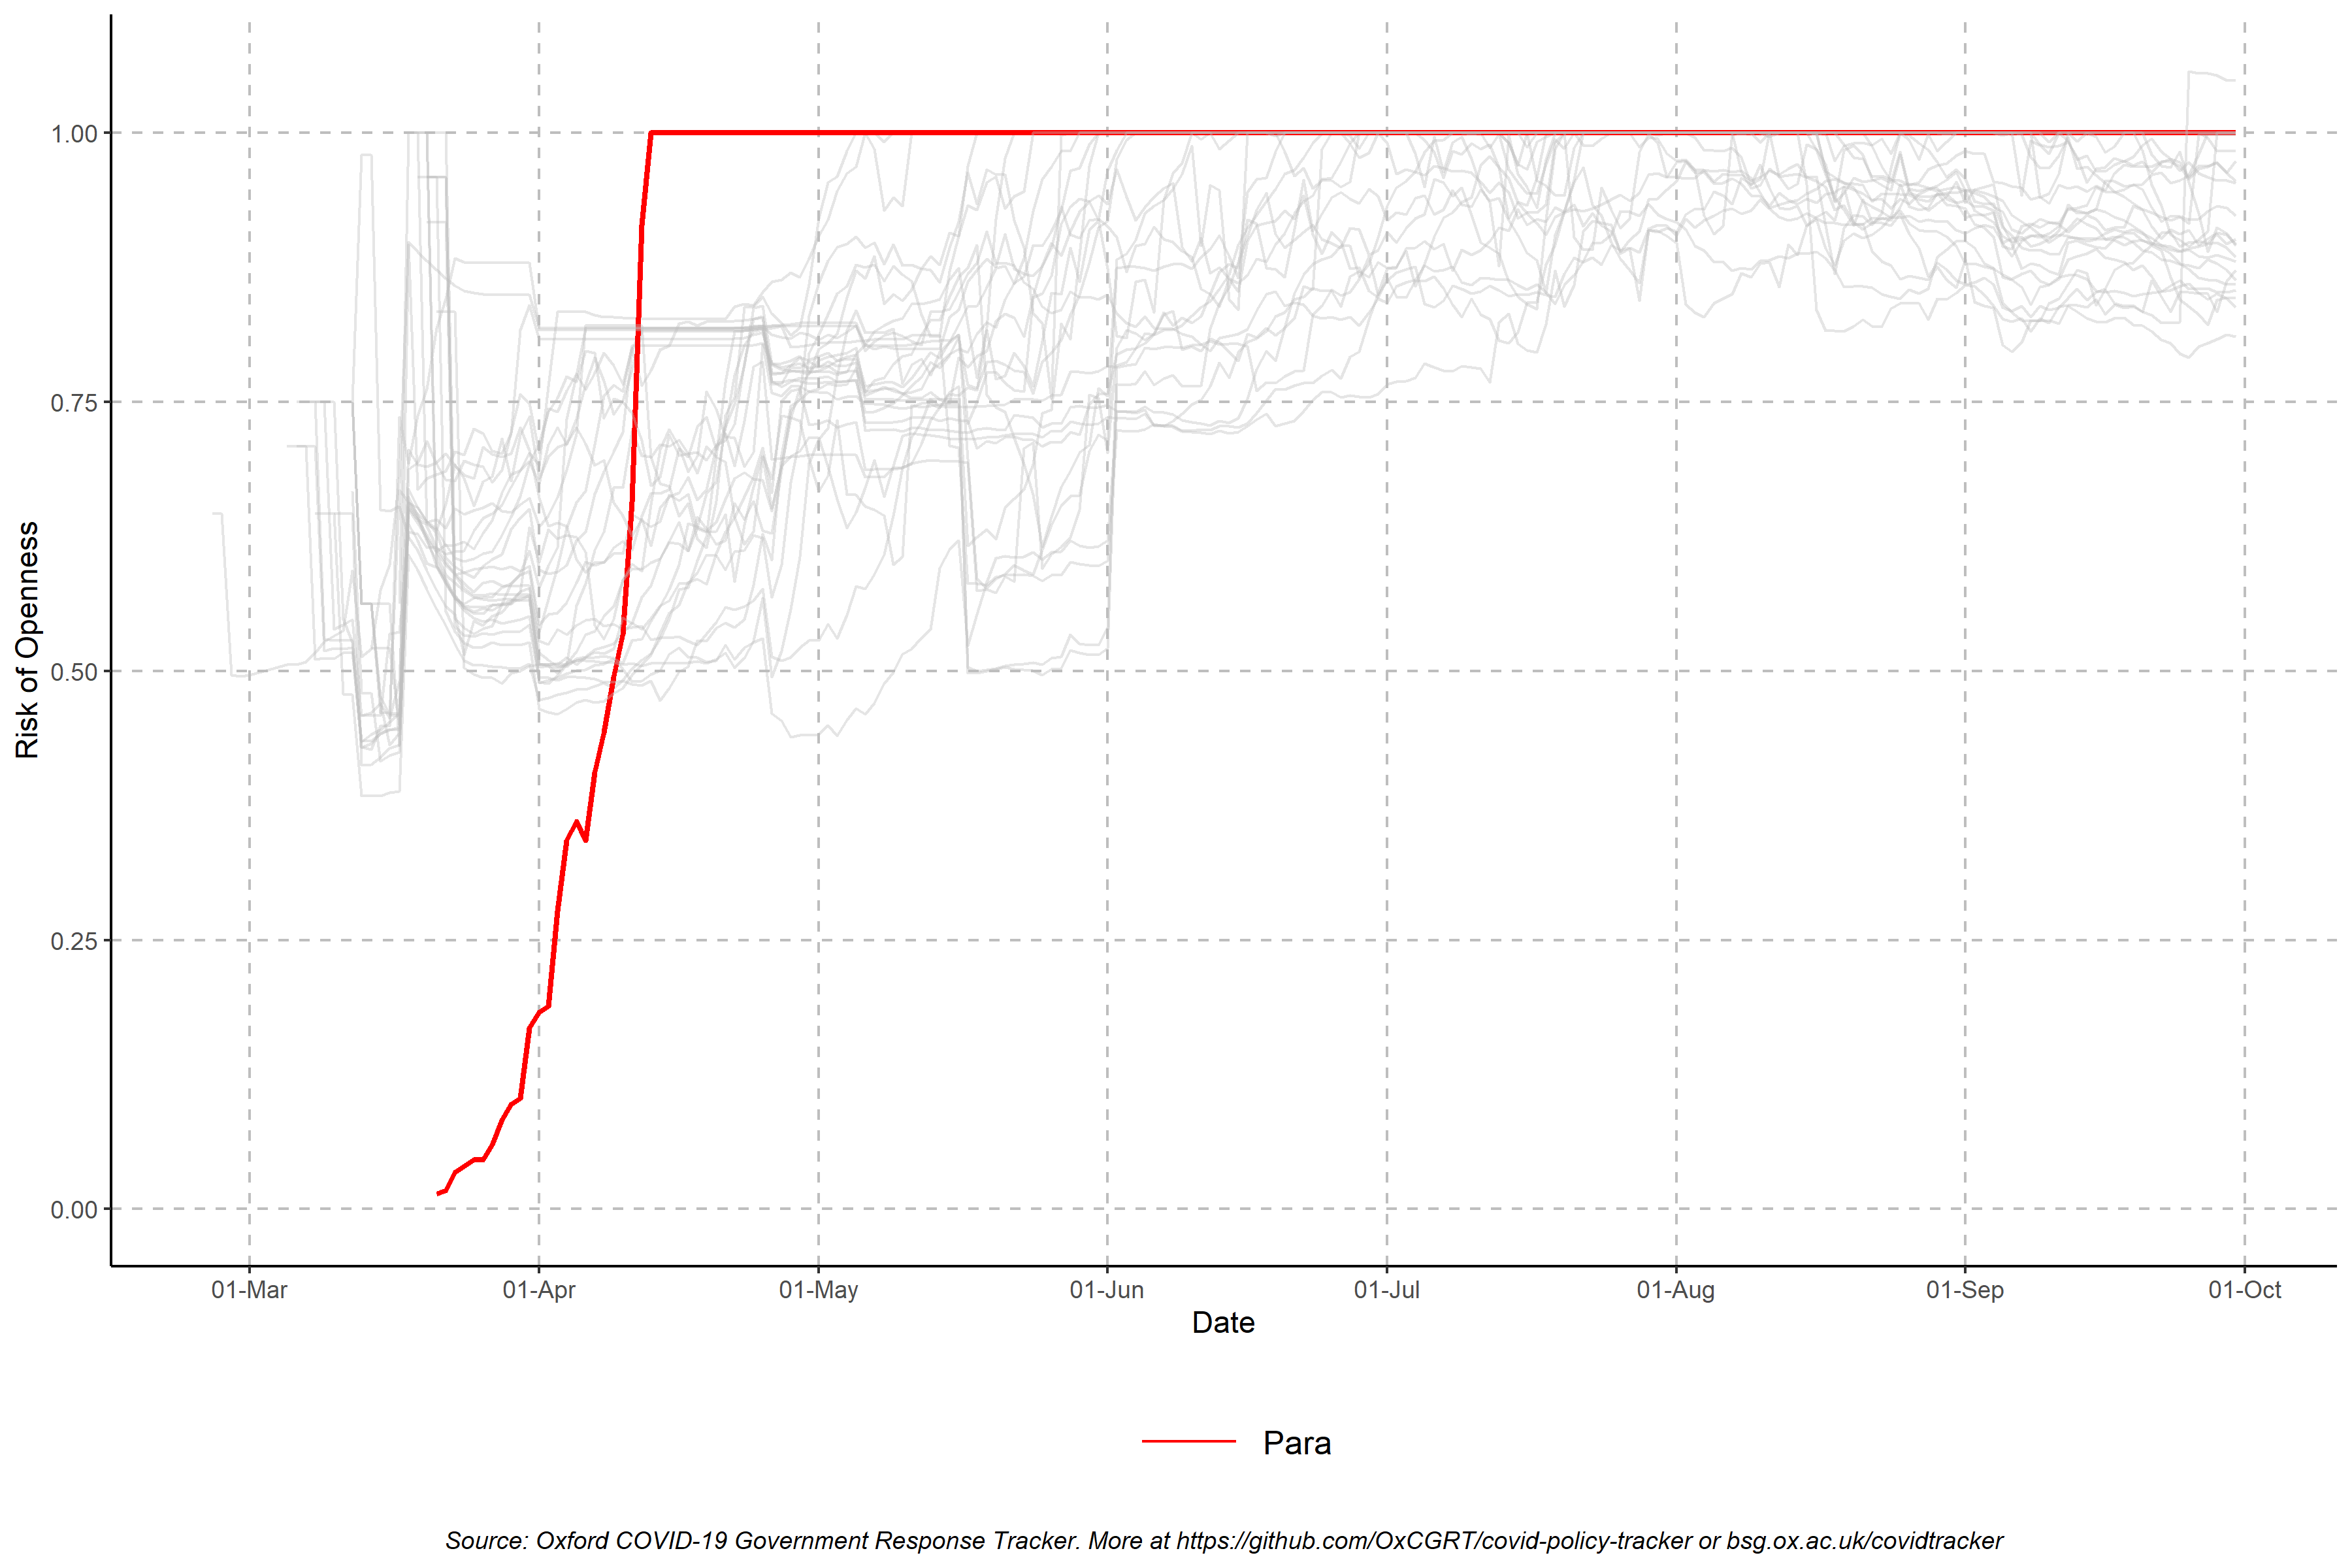 Risk of Openness
1.00
0.75
0.50
0.25
0.00
01-Mar 01-Apr 01-May 01-Jun 01-Jul 01-Aug 01-Sep 01-Oct
Date
Para
Source: Oxford COVID-19 Government Response Tracker. More at https://github.com/OxCGRT/covid-policy-tracker or bsg.ox.ac.uk/covidtracker